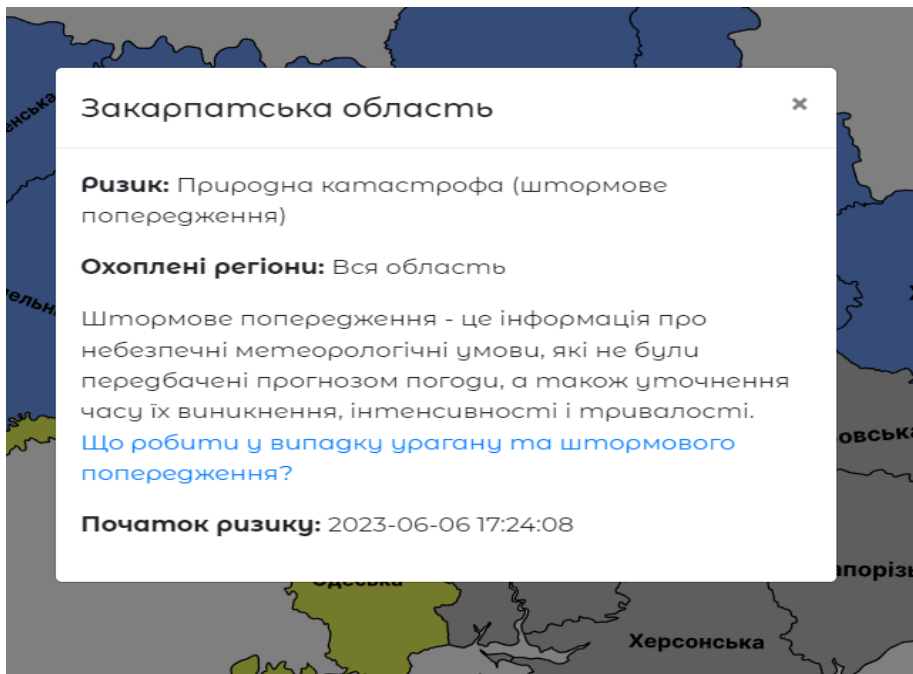 Закарпатська область
×
Ризик: Природна катастрофа (штормове
попередження)
Охоплені регіони: Вся область
Штормове попередження - це інформація про
небезпечні метеорологічні умови, які не були
передбачені прогнозом погоди, а також уточнення
часу їх виникнення, інтенсивності і тривалості.
Що робити у випадку урагану та штормового
попередження?
Початок ризику: 2023-06-06 17:24:08
Одеська
Херсонська